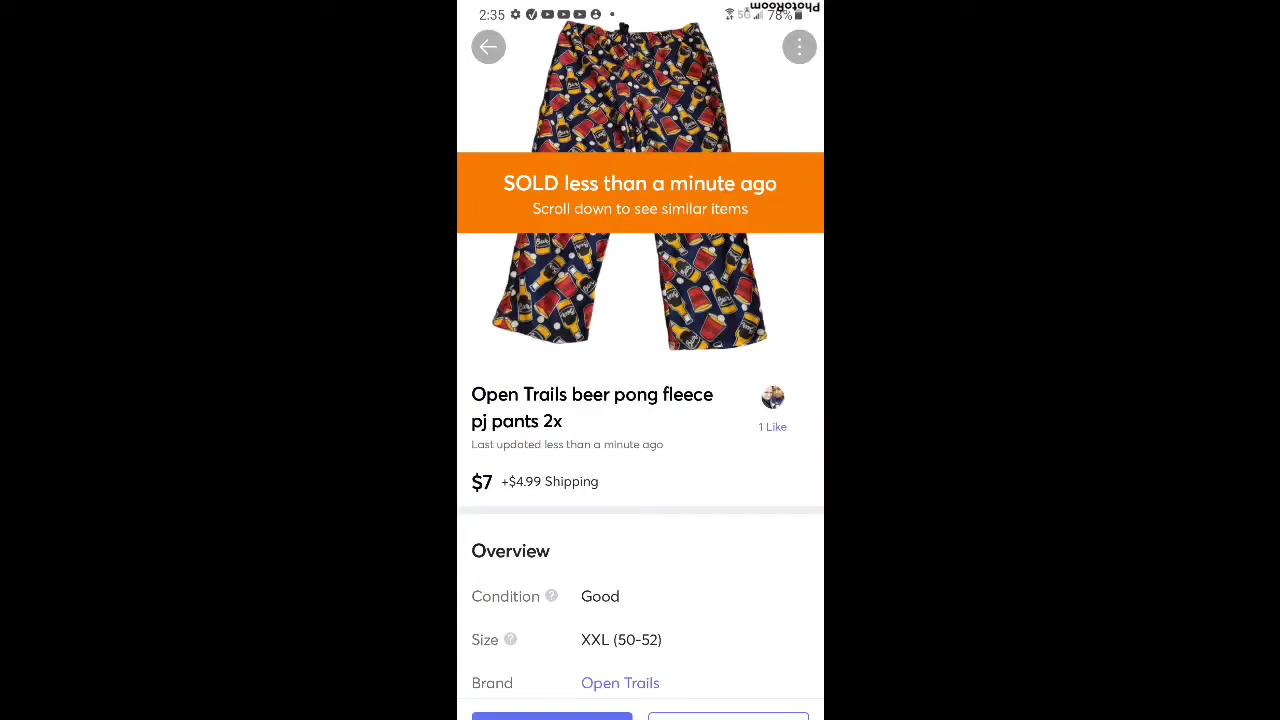 2:35
5G 78%
PhotoRoom
SOLD less than a minute ago
Scroll down to see similar items
Open Trails beer pong fleece
pj pants 2x
1 Like
Last updated less than a minute ago
$7 +$4.99 Shipping
Overview
Condition ? Good
Size ? XXL (50-52)
Brand Open Trails